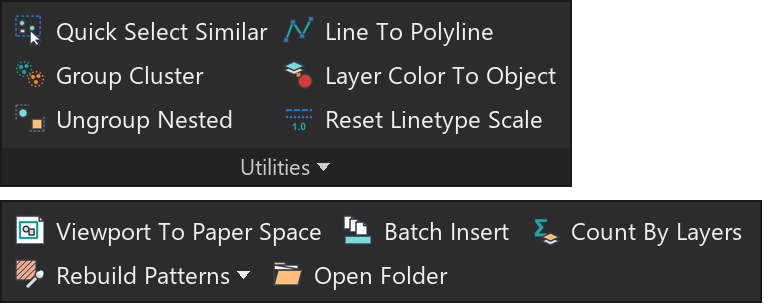 Quick Select Similar Line To Polyline
Group Cluster Layer Color To Object
Ungroup Nested 1.0 Reset Linetype Scale
Utilities
Viewport To Paper Space Batch Insert Σ Count By Layers
Rebuild Patterns Open Folder